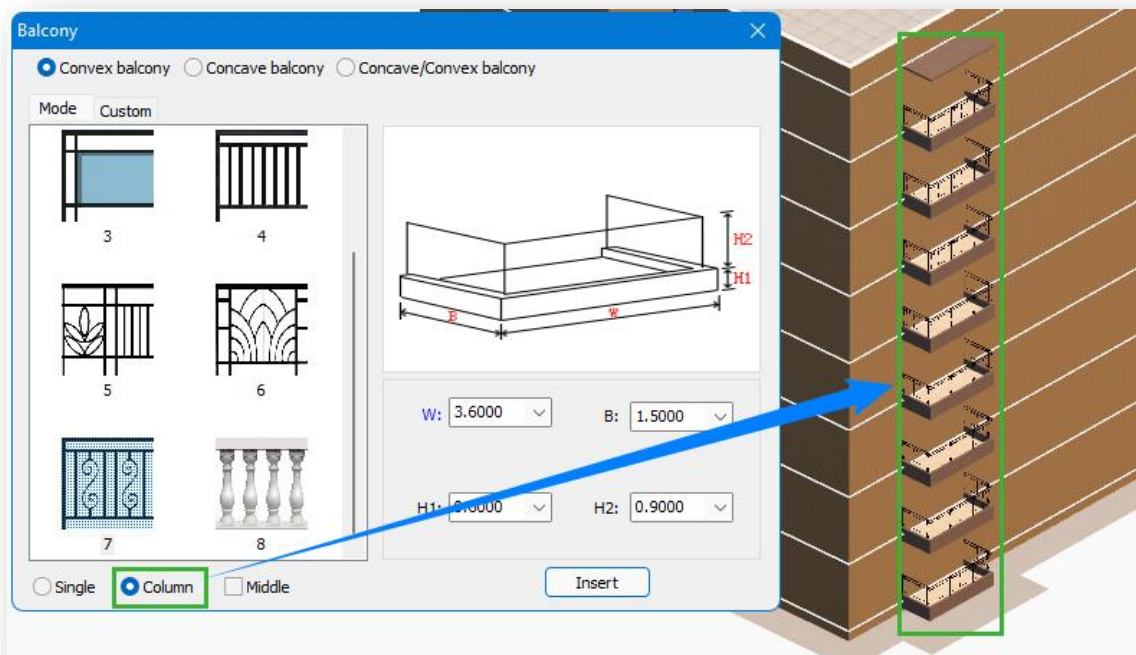 Balcony
Convex balcony Concave balcony Concave/Convex balcony
Mode Custom
3 4
5 6
7 8
H2
H1
B W
W: 3.6000 B: 1.5000
H1: H2: 0.9000
Single Column Middle Insert